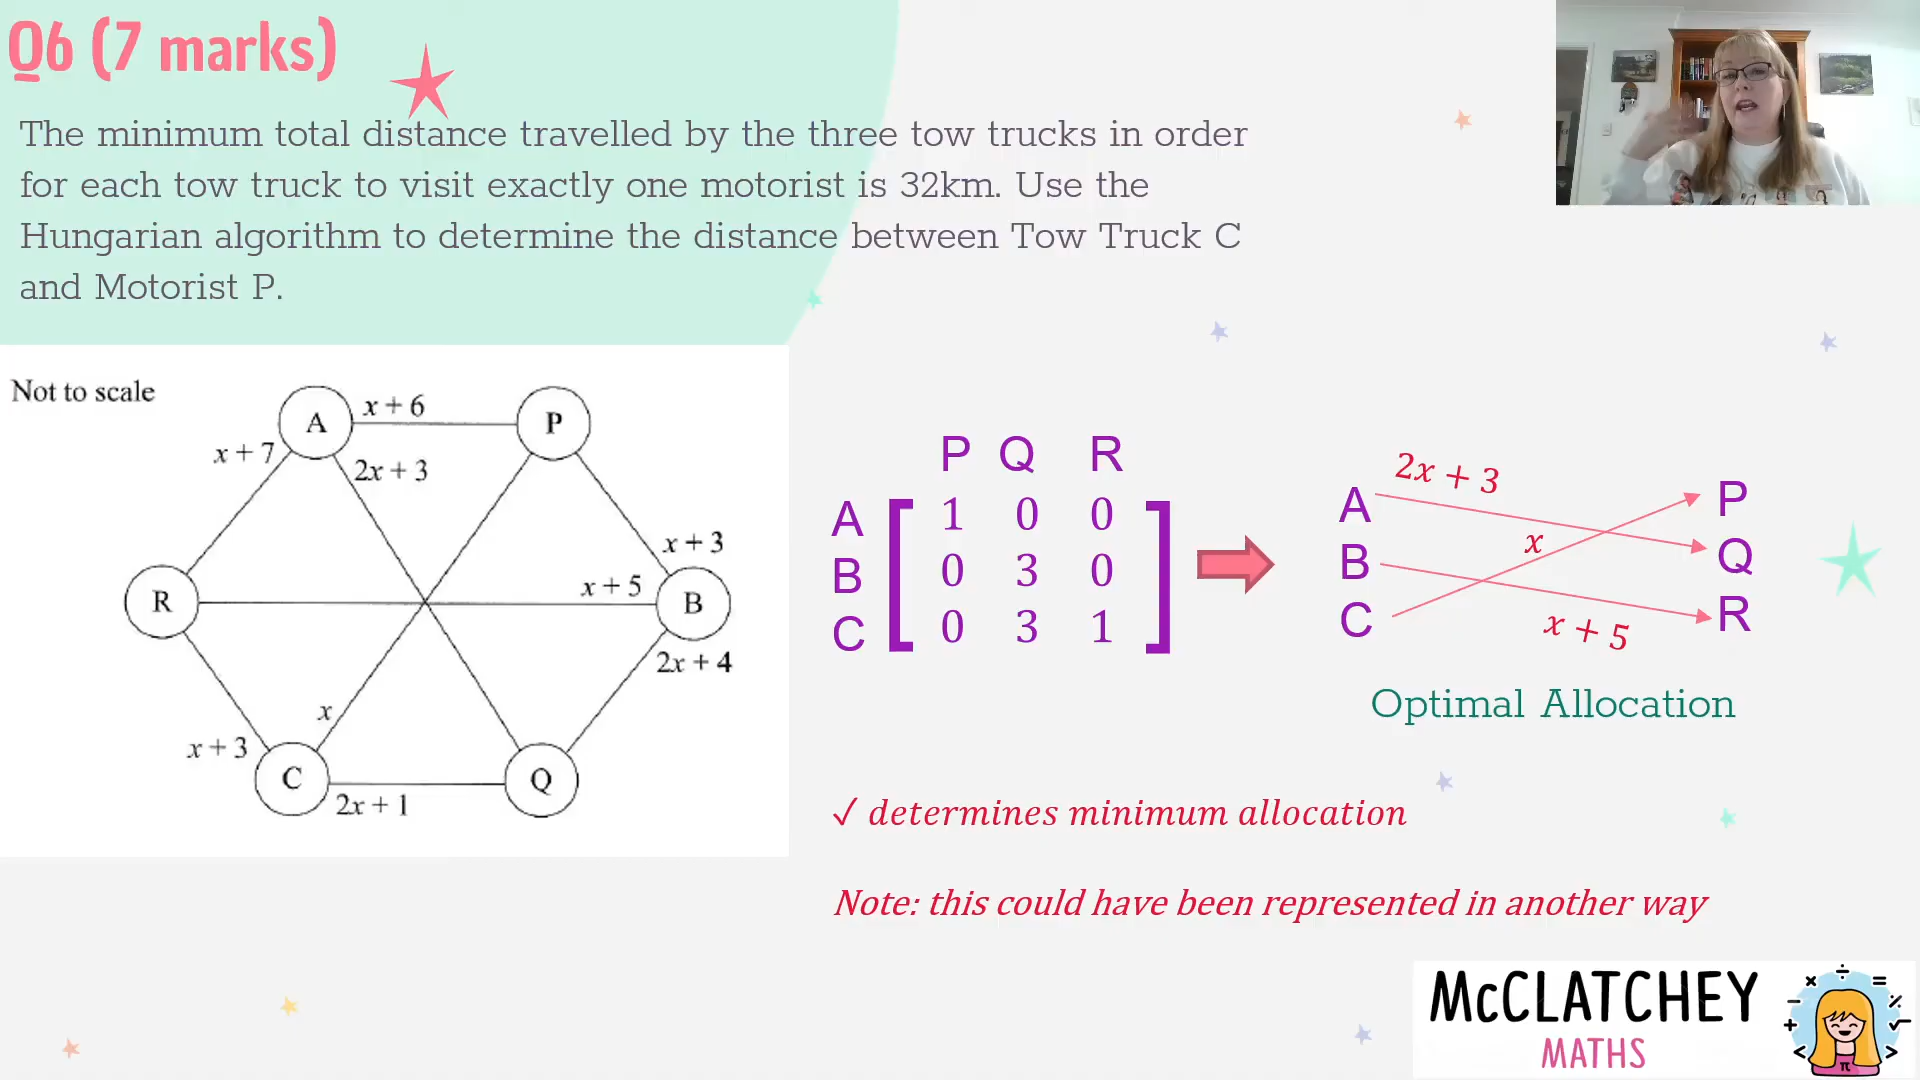 Q6 (7 marks)
The minimum total distance travelled by the three tow trucks in order
for each tow truck to visit exactly one motorist is 32km. Use the
Hungarian algorithm to determine the distance between Tow Truck C
and Motorist P.
Not to scale
A
x + 6
P
x + 7
2x + 3
x + 3
R
x + 5
B
2x + 4
x
x + 3
C
2x + 1
Q
P Q R
A 1 0 0
B 0 3 0
C 0 3 1
2x + 3
A
P
x
B
Q
C
R
x + 5
Optimal Allocation
✓ determines minimum allocation
Note: this could have been represented in another way
McCLATCHEY
MATHS
× ÷ =
− %
+ √
< π >